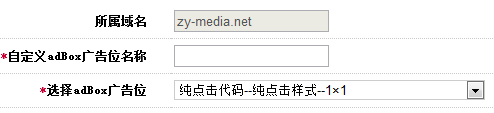 所属域名 zy-media.net
*自定义adBox广告位名称
*选择adBox广告位 纯点击代码--纯点击样式--1×1